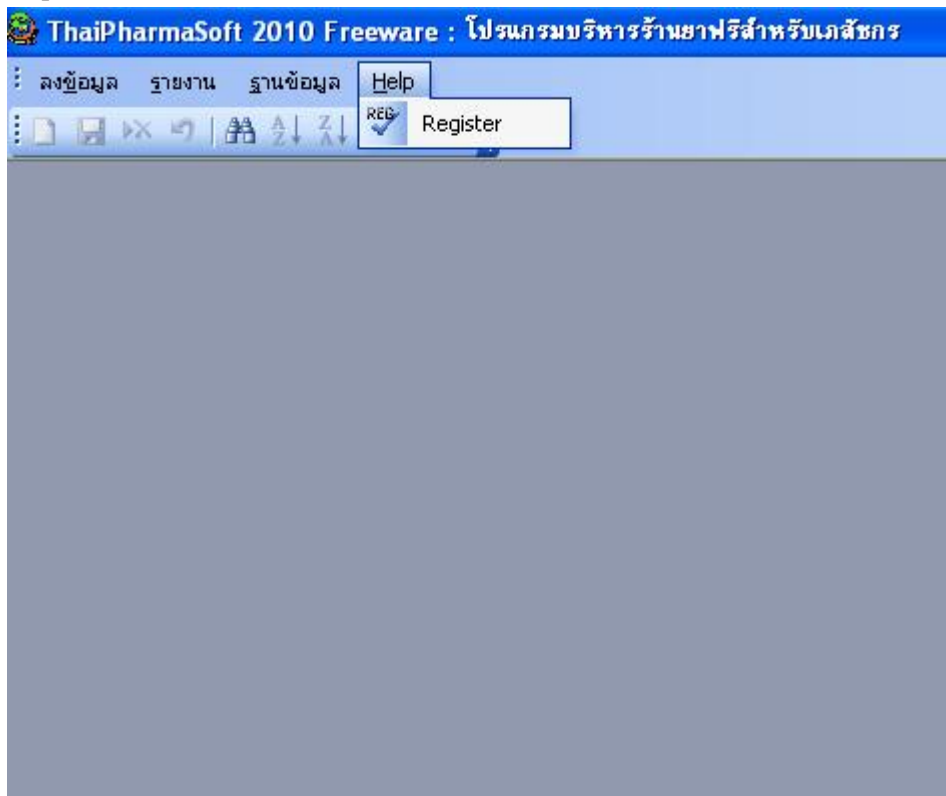 ThaiPharmaSoft 2010 Freeware : โปรแกรมบริหารร้านยาฟรีสำหรับเภสัชกร
ลงข้อมูล รายงาน ฐานข้อมูล Help
REG Register